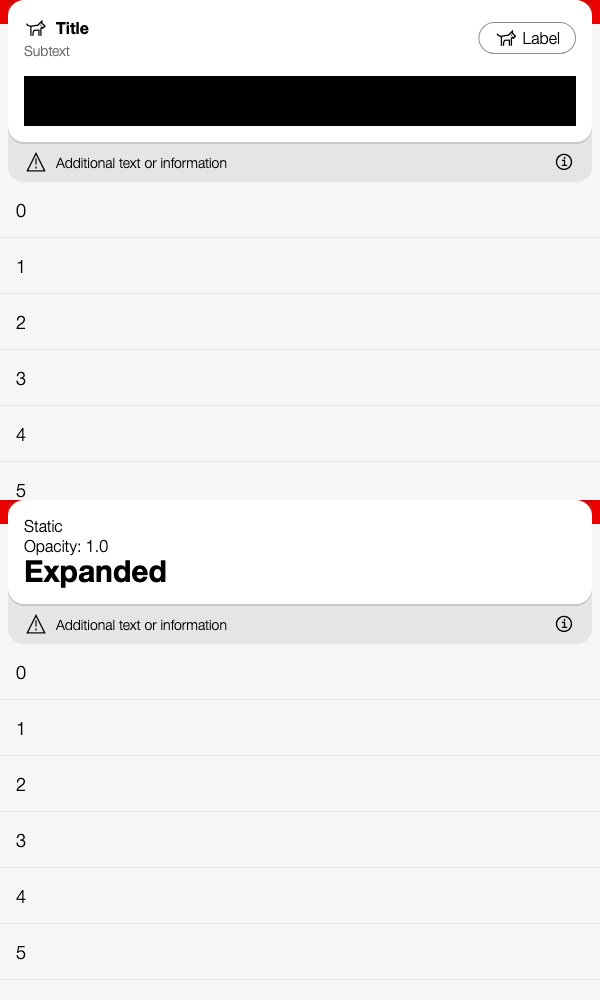 Title
Subtext
Label
Additional text or information
0
1
2
3
4
5
Static
Opacity: 1.0
Expanded
Additional text or information
0
1
2
3
4
5